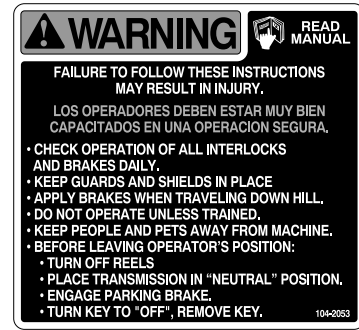 WARNING
READ
MANUAL
FAILURE TO FOLLOW THESE INSTRUCTIONS
MAY RESULT IN INJURY.
LOS OPERADORES DEBEN ESTAR MUY BIEN
CAPACITADOS EN UNA OPERACION SEGURA.
• CHECK OPERATION OF ALL INTERLOCKS
AND BRAKES DAILY.
• KEEP GUARDS AND SHIELDS IN PLACE
• APPLY BRAKES WHEN TRAVELING DOWN HILL.
• DO NOT OPERATE UNLESS TRAINED.
• KEEP PEOPLE AND PETS AWAY FROM MACHINE.
• BEFORE LEAVING OPERATOR'S POSITION:
• TURN OFF REELS
• PLACE TRANSMISSION IN “NEUTRAL” POSITION.
• ENGAGE PARKING BRAKE.
• TURN KEY TO "OFF", REMOVE KEY.
104-2053